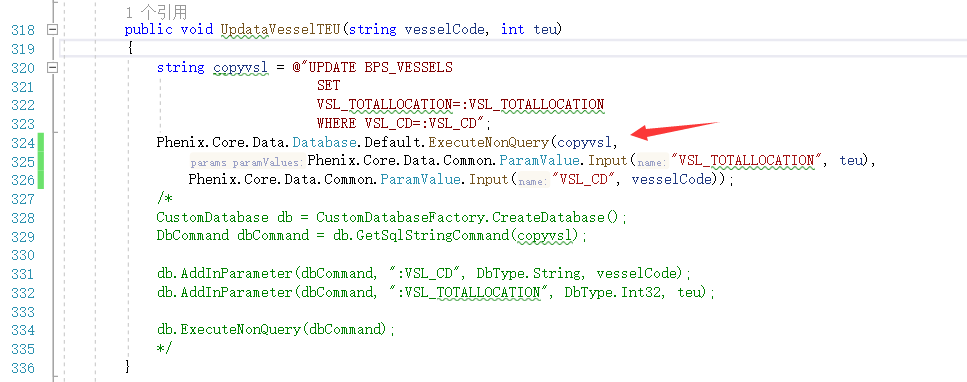 1 个引用
318 public void UpdataVesselTEU(string vesselCode, int teu)
319 {
320 string copyvsl = @"UPDATE BPS_VESSELS
321 SET
322 VSL_TOTALLOCATION=:VSL_TOTALLOCATION
323 WHERE VSL_CD=:VSL_CD";
324 Phenix.Core.Data.Database.Default.ExecuteNonQuery(copyvsl,
325 params paramValues:Phenix.Core.Data.Common.ParamValue.Input(name:"VSL_TOTALLOCATION", teu),
326 Phenix.Core.Data.Common.ParamValue.Input(name:"VSL_CD", vesselCode));
327 /*
328 CustomDatabase db = CustomDatabaseFactory.CreateDatabase();
329 DbCommand dbCommand = db.GetSqlStringCommand(copyvsl);
330
331 db.AddInParameter(dbCommand, ":VSL_CD", DbType.String, vesselCode);
332 db.AddInParameter(dbCommand, ":VSL_TOTALLOCATION", DbType.Int32, teu);
333
334 db.ExecuteNonQuery(dbCommand);
335 */
336 }